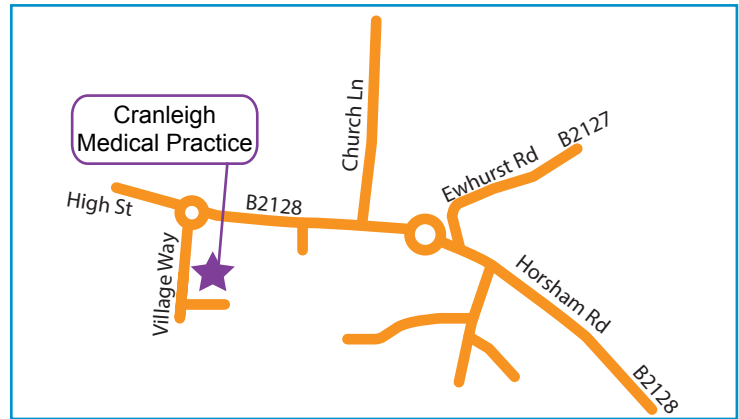 Cranleigh
Medical Practice
High St
B2128
Church Ln
Ewhurst Rd
B2127
Village Way
Horsham Rd
B2128